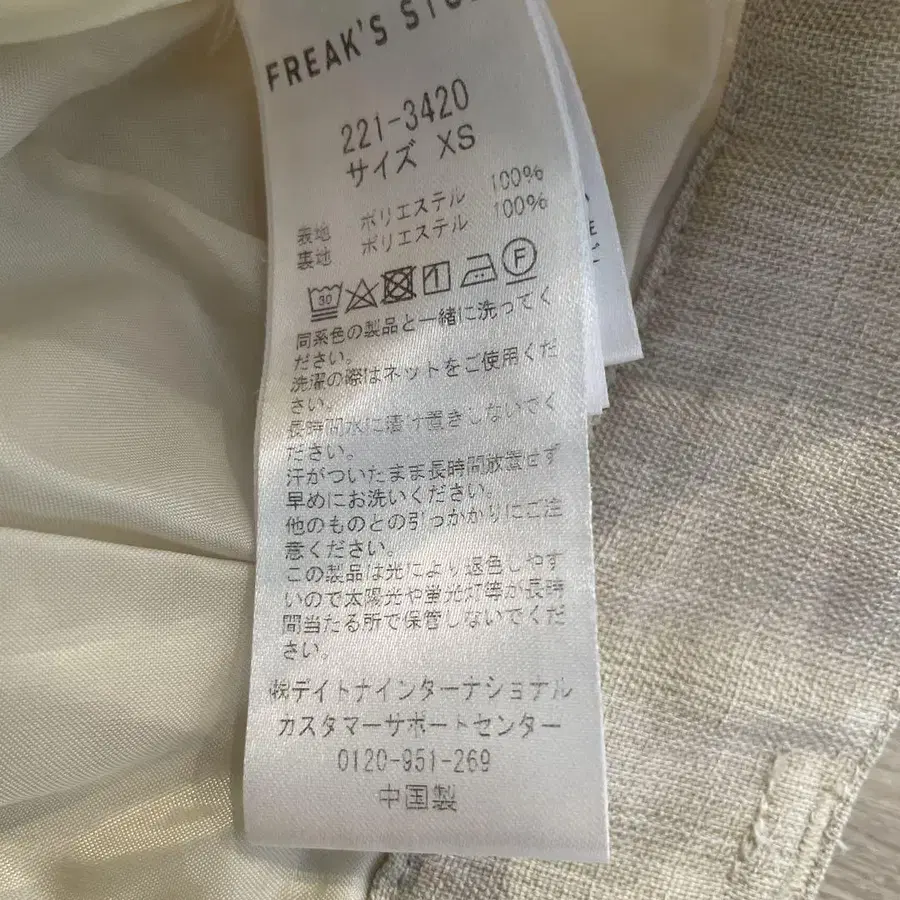 FREAK'S STO
221-3420
サイズ XS
表地 ポリエステル 100%
裏地 ポリエステル 100%
30 F
同系色の製品と一緒に洗ってく
ださい。
洗濯の際はネットをご使用くだ
さい。
長時間水に漬け置きしないでく
ださい。
汗がついたまま長時間放置せず
早めにお洗いください。
他のものとの引っかかりにご注
意ください。
この製品は光により退色しやす
いので太陽光や蛍光灯等が長時
間当たる所で保管しないでくだ
さい。
㈱デイトナインターナショナル
カスタマーサポートセンター
0120-951-269
中国製